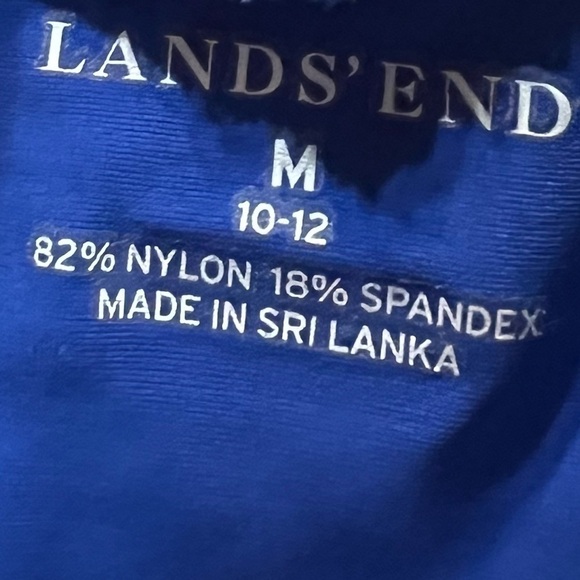 LANDS' END
M
10-12
82% NYLON 18% SPANDEX
MADE IN SRI LANKA